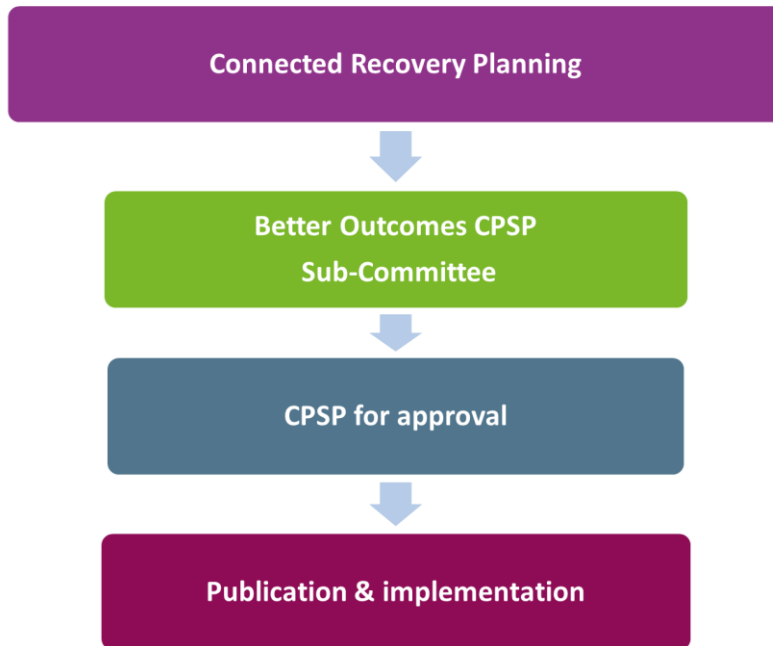 Connected Recovery Planning
Better Outcomes CPSP
Sub-Committee
CPSP for approval
Publication & implementation